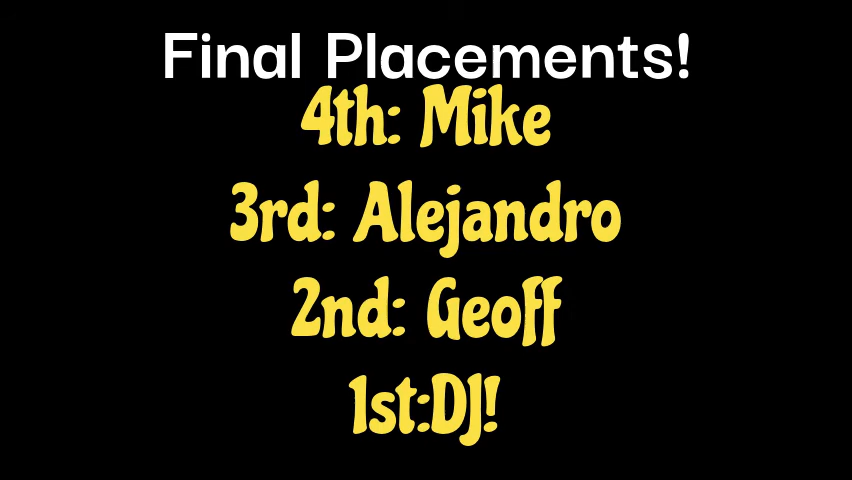 Final Placements!
4th: Mike
3rd: Alejandro
2nd: Geoff
1st:DJ!